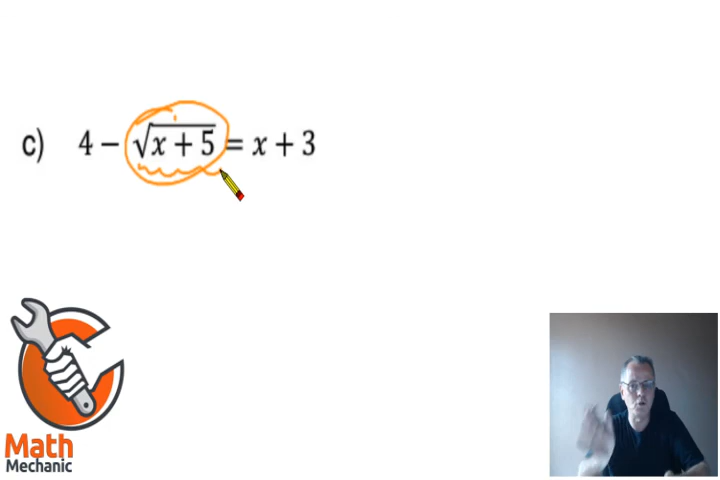 c) 4 − √x + 5 = x + 3
Math
Mechanic